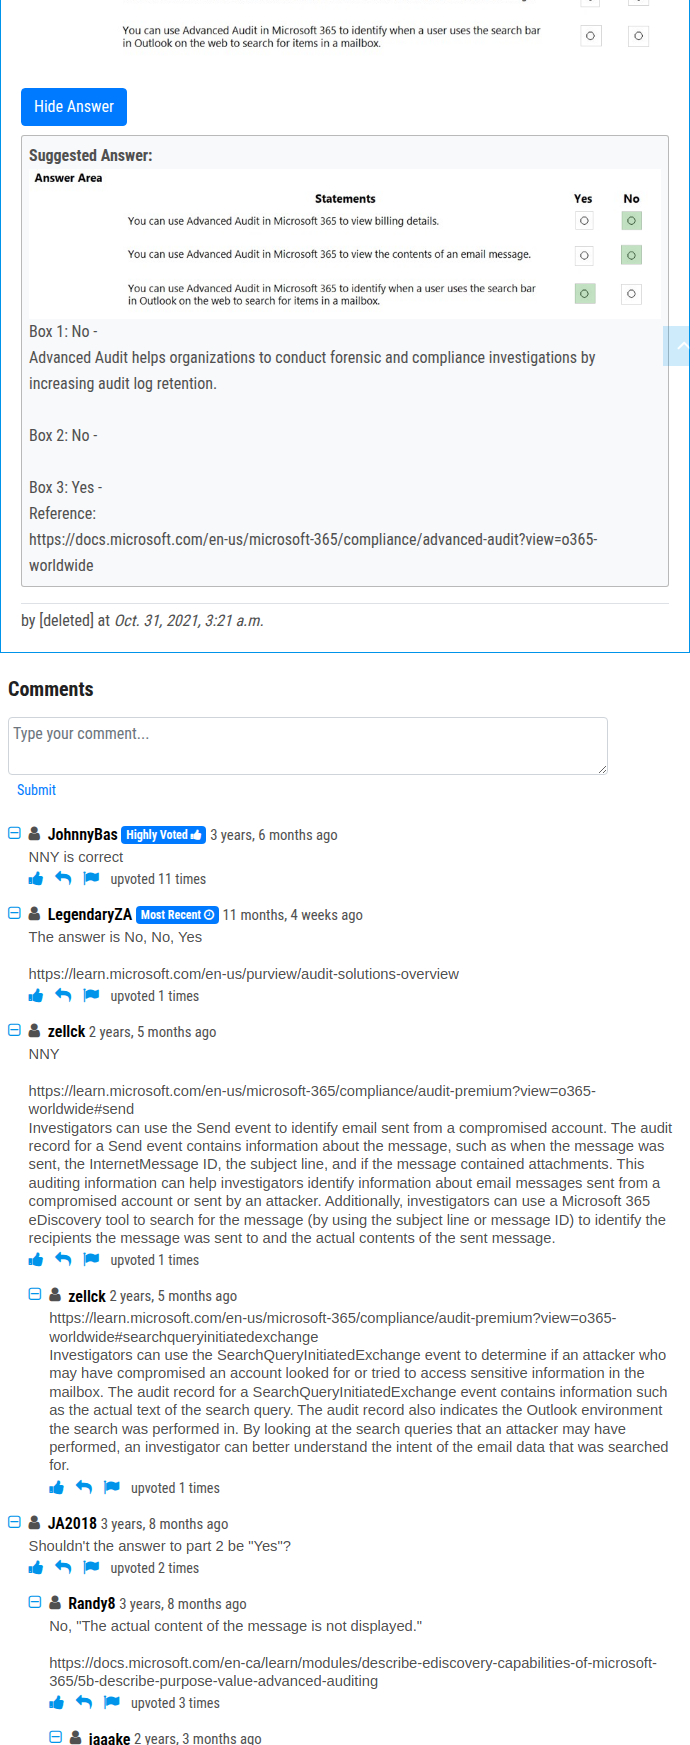 You can use Advanced Audit in Microsoft 365 to identify when a user uses the search bar
in Outlook on the web to search for items in a mailbox.
Hide Answer
Suggested Answer:
Answer Area
Statements Yes No
You can use Advanced Audit in Microsoft 365 to view billing details.
You can use Advanced Audit in Microsoft 365 to view the contents of an email message.
You can use Advanced Audit in Microsoft 365 to identify when a user uses the search bar
in Outlook on the web to search for items in a mailbox.
Box 1: No -
Advanced Audit helps organizations to conduct forensic and compliance investigations by
increasing audit log retention.
Box 2: No -
Box 3: Yes -
Reference:
https://docs.microsoft.com/en-us/microsoft-365/compliance/advanced-audit?view=o365-
worldwide
by [deleted] at Oct. 31, 2021, 3:21 a.m.
Comments
Type your comment...
Submit
JohnnyBas Highly Voted 3 years, 6 months ago
NNY is correct
upvoted 11 times
LegendaryZA Most Recent 11 months, 4 weeks ago
The answer is No, No, Yes
https://learn.microsoft.com/en-us/purview/audit-solutions-overview
upvoted 1 times
zellck 2 years, 5 months ago
NNY
https://learn.microsoft.com/en-us/microsoft-365/compliance/audit-premium?view=o365-
worldwide#send
Investigators can use the Send event to identify email sent from a compromised account. The audit
record for a Send event contains information about the message, such as when the message was
sent, the InternetMessage ID, the subject line, and if the message contained attachments. This
auditing information can help investigators identify information about email messages sent from a
compromised account or sent by an attacker. Additionally, investigators can use a Microsoft 365
eDiscovery tool to search for the message (by using the subject line or message ID) to identify the
recipients the message was sent to and the actual contents of the sent message.
upvoted 1 times
zellck 2 years, 5 months ago
https://learn.microsoft.com/en-us/microsoft-365/compliance/audit-premium?view=o365-
worldwide#searchqueryinitiatedexchange
Investigators can use the SearchQueryInitiatedExchange event to determine if an attacker who
may have compromised an account looked for or tried to access sensitive information in the
mailbox. The audit record for a SearchQueryInitiatedExchange event contains information such
as the actual text of the search query. The audit record also indicates the Outlook environment
the search was performed in. By looking at the search queries that an attacker may have
performed, an investigator can better understand the intent of the email data that was searched
for.
upvoted 1 times
JA2018 3 years, 8 months ago
Shouldn't the answer to part 2 be "Yes"?
upvoted 2 times
Randy8 3 years, 8 months ago
No, "The actual content of the message is not displayed."
https://docs.microsoft.com/en-ca/learn/modules/describe-ediscovery-capabilities-of-microsoft-
365/5b-describe-purpose-value-advanced-auditing
upvoted 3 times
jaaake 2 years, 3 months ago